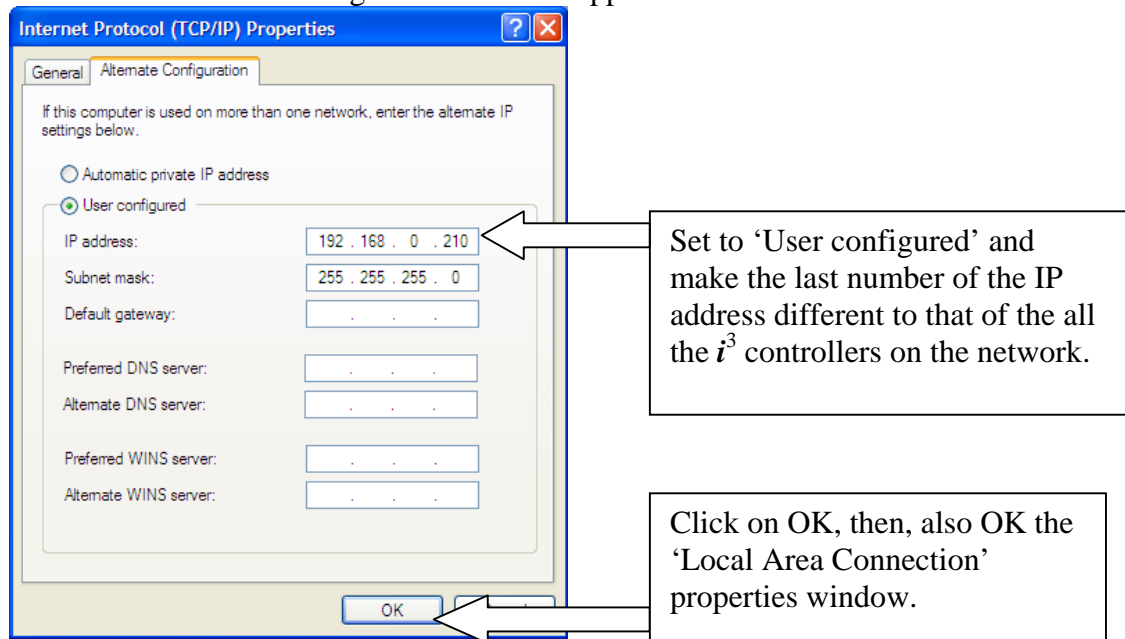 Internet Protocol (TCP/IP) Properties
General Alternate Configuration
If this computer is used on more than one network, enter the alternate IP
settings below.
Automatic private IP address
User configured
IP address: 192 . 168 . 0 . 210
Subnet mask: 255 . 255 . 255 . 0
Default gateway: . . .
Preferred DNS server: . . .
Alternate DNS server: . . .
Preferred WINS server: . . .
Alternate WINS server: . . .
OK
Set to ‘User configured’ and
make the last number of the IP
address different to that of the all
the i³ controllers on the network.
Click on OK, then, also OK the
‘Local Area Connection’
properties window.